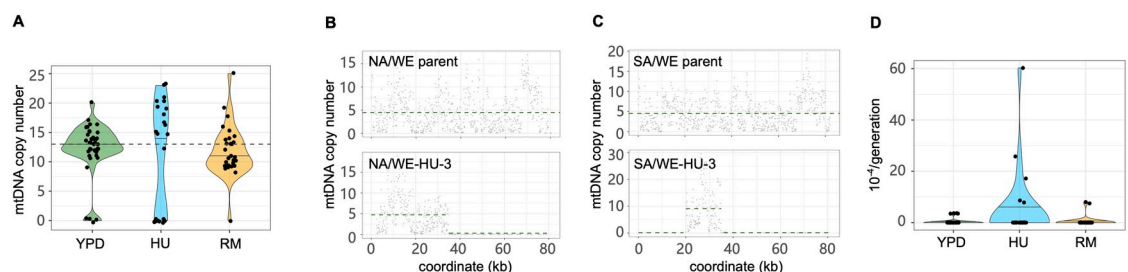 A
B
C
D
mtDNA copy number
25
20
15
10
5
0
YPD
HU
RM
mtDNA copy number
NA/WE parent
15
10
5
0
NA/WE-HU-3
15
10
5
0
0
20
40
60
80
coordinate (kb)
mtDNA copy number
SA/WE parent
20
15
10
5
0
SA/WE-HU-3
30
20
10
0
0
20
40
60
80
coordinate (kb)
10⁻⁴/generation
60
40
20
0
YPD
HU
RM